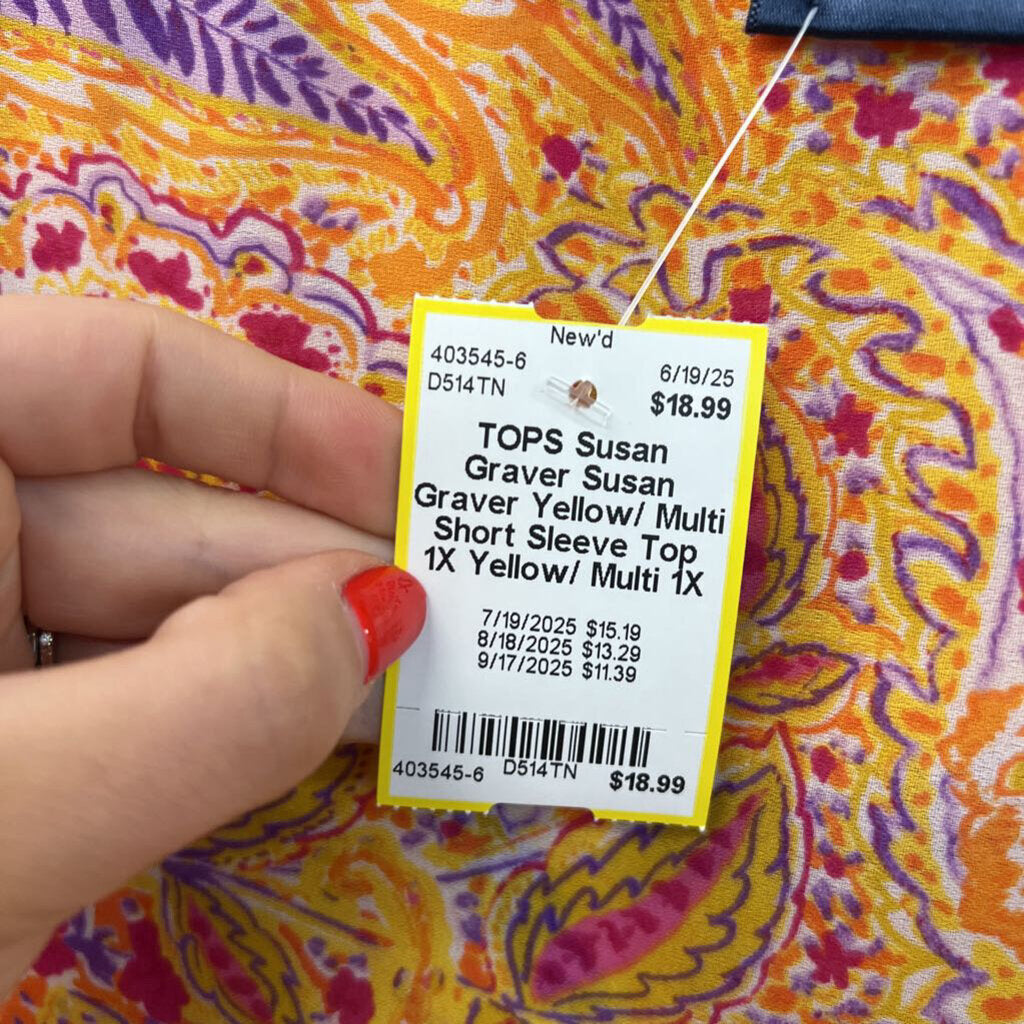 New'd
403545-6 6/19/25
D514TN $18.99
TOPS Susan
Graver Susan
Graver Yellow/ Multi
Short Sleeve Top
1X Yellow/ Multi 1X
7/19/2025 $15.19
8/18/2025 $13.29
9/17/2025 $11.39
403545-6 D514TN $18.99